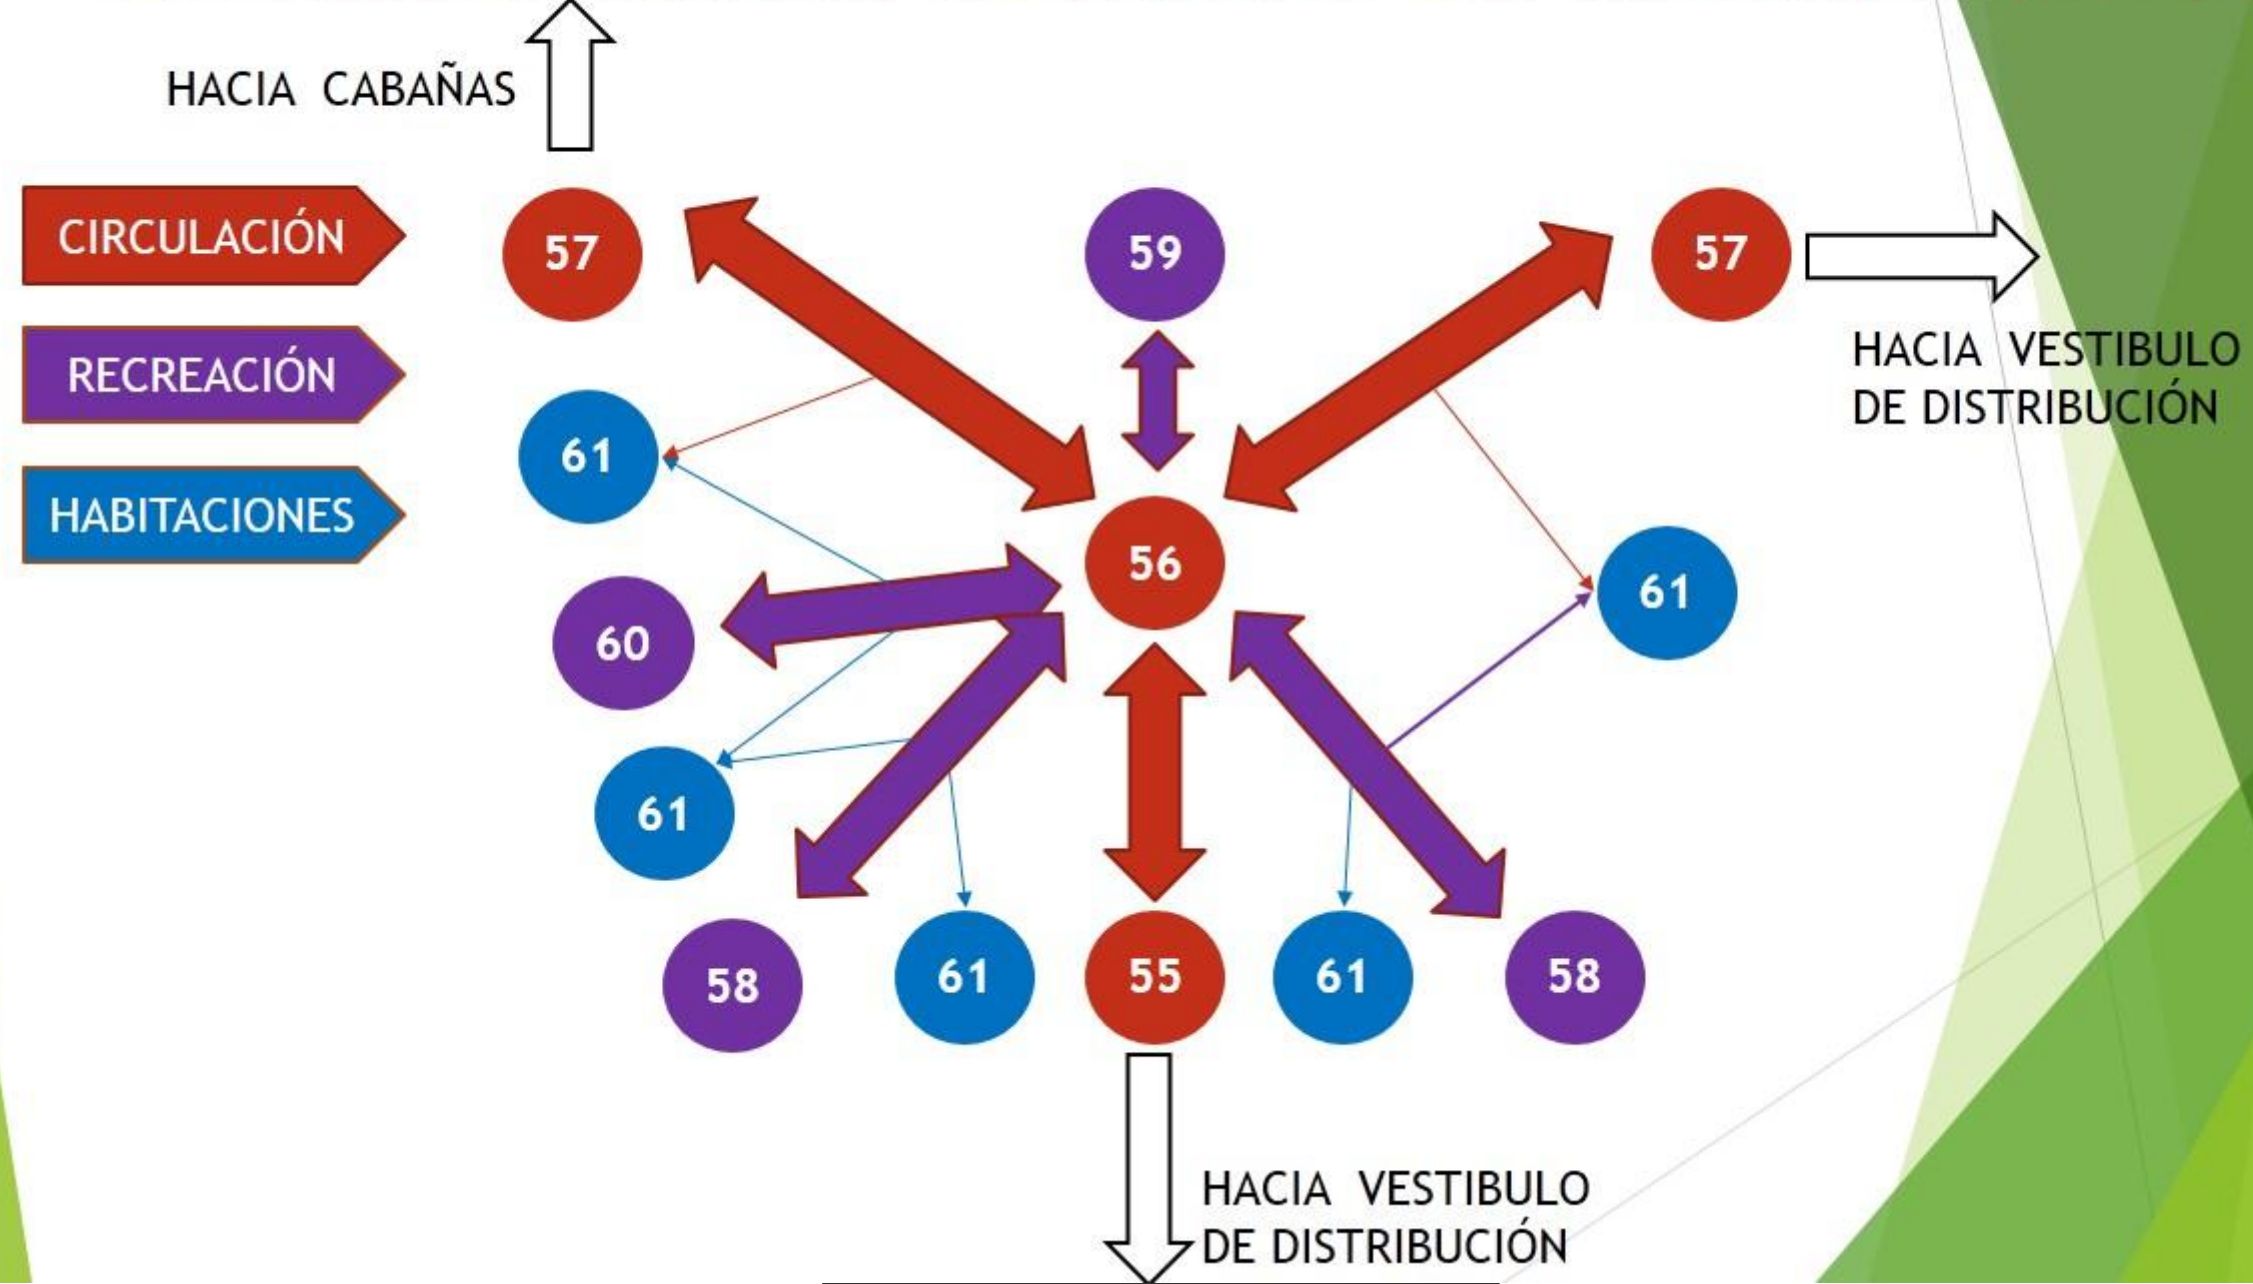 HACIA CABAÑAS
CIRCULACIÓN
57
59
57
RECREACIÓN
HACIA VESTIBULO
DE DISTRIBUCIÓN
61
HABITACIONES
56
61
60
61
58
61
55
61
58
HACIA VESTIBULO
DE DISTRIBUCIÓN